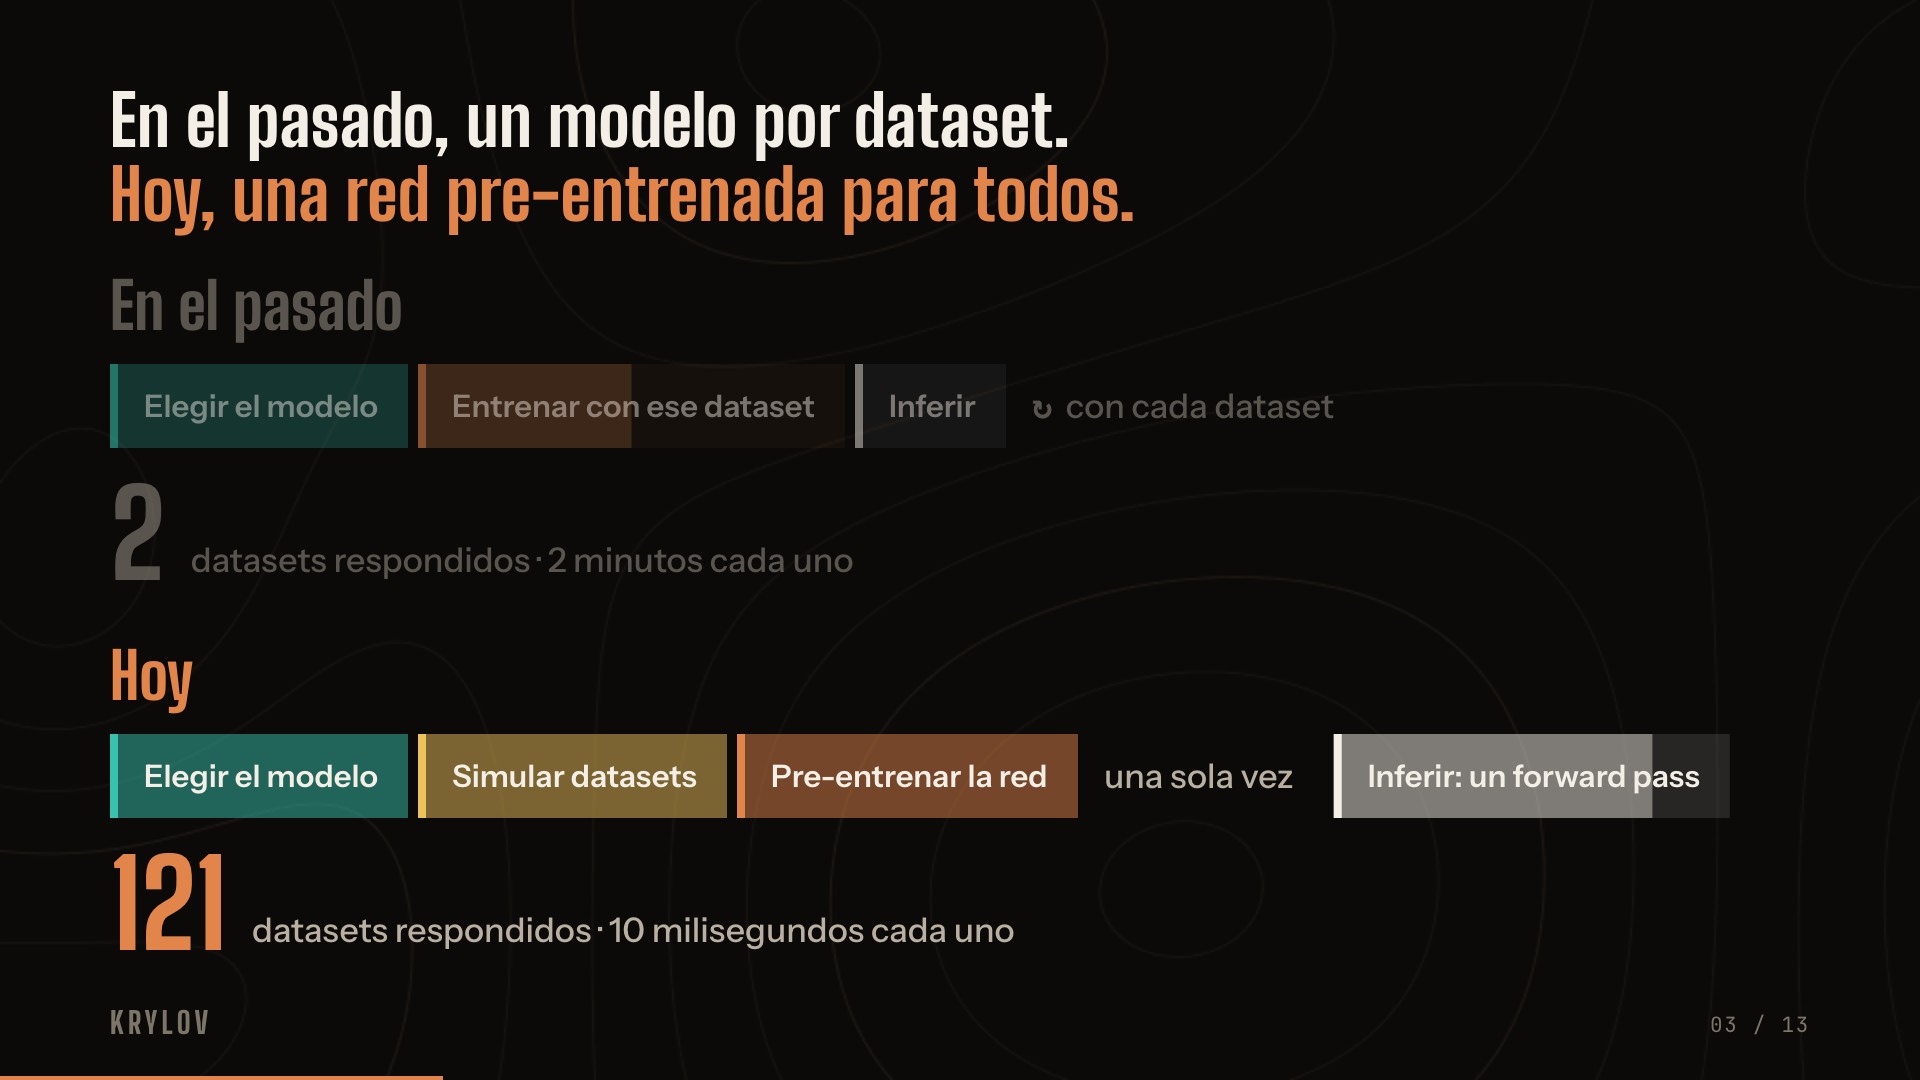 En el pasado, un modelo por dataset.
Hoy, una red pre-entrenada para todos.
En el pasado
Elegir el modelo Entrenar con ese dataset Inferir ↻ con cada dataset
2 datasets respondidos · 2 minutos cada uno
Hoy
Elegir el modelo Simular datasets Pre-entrenar la red una sola vez Inferir: un forward pass
121 datasets respondidos · 10 milisegundos cada uno
KRYLOV 03 / 13